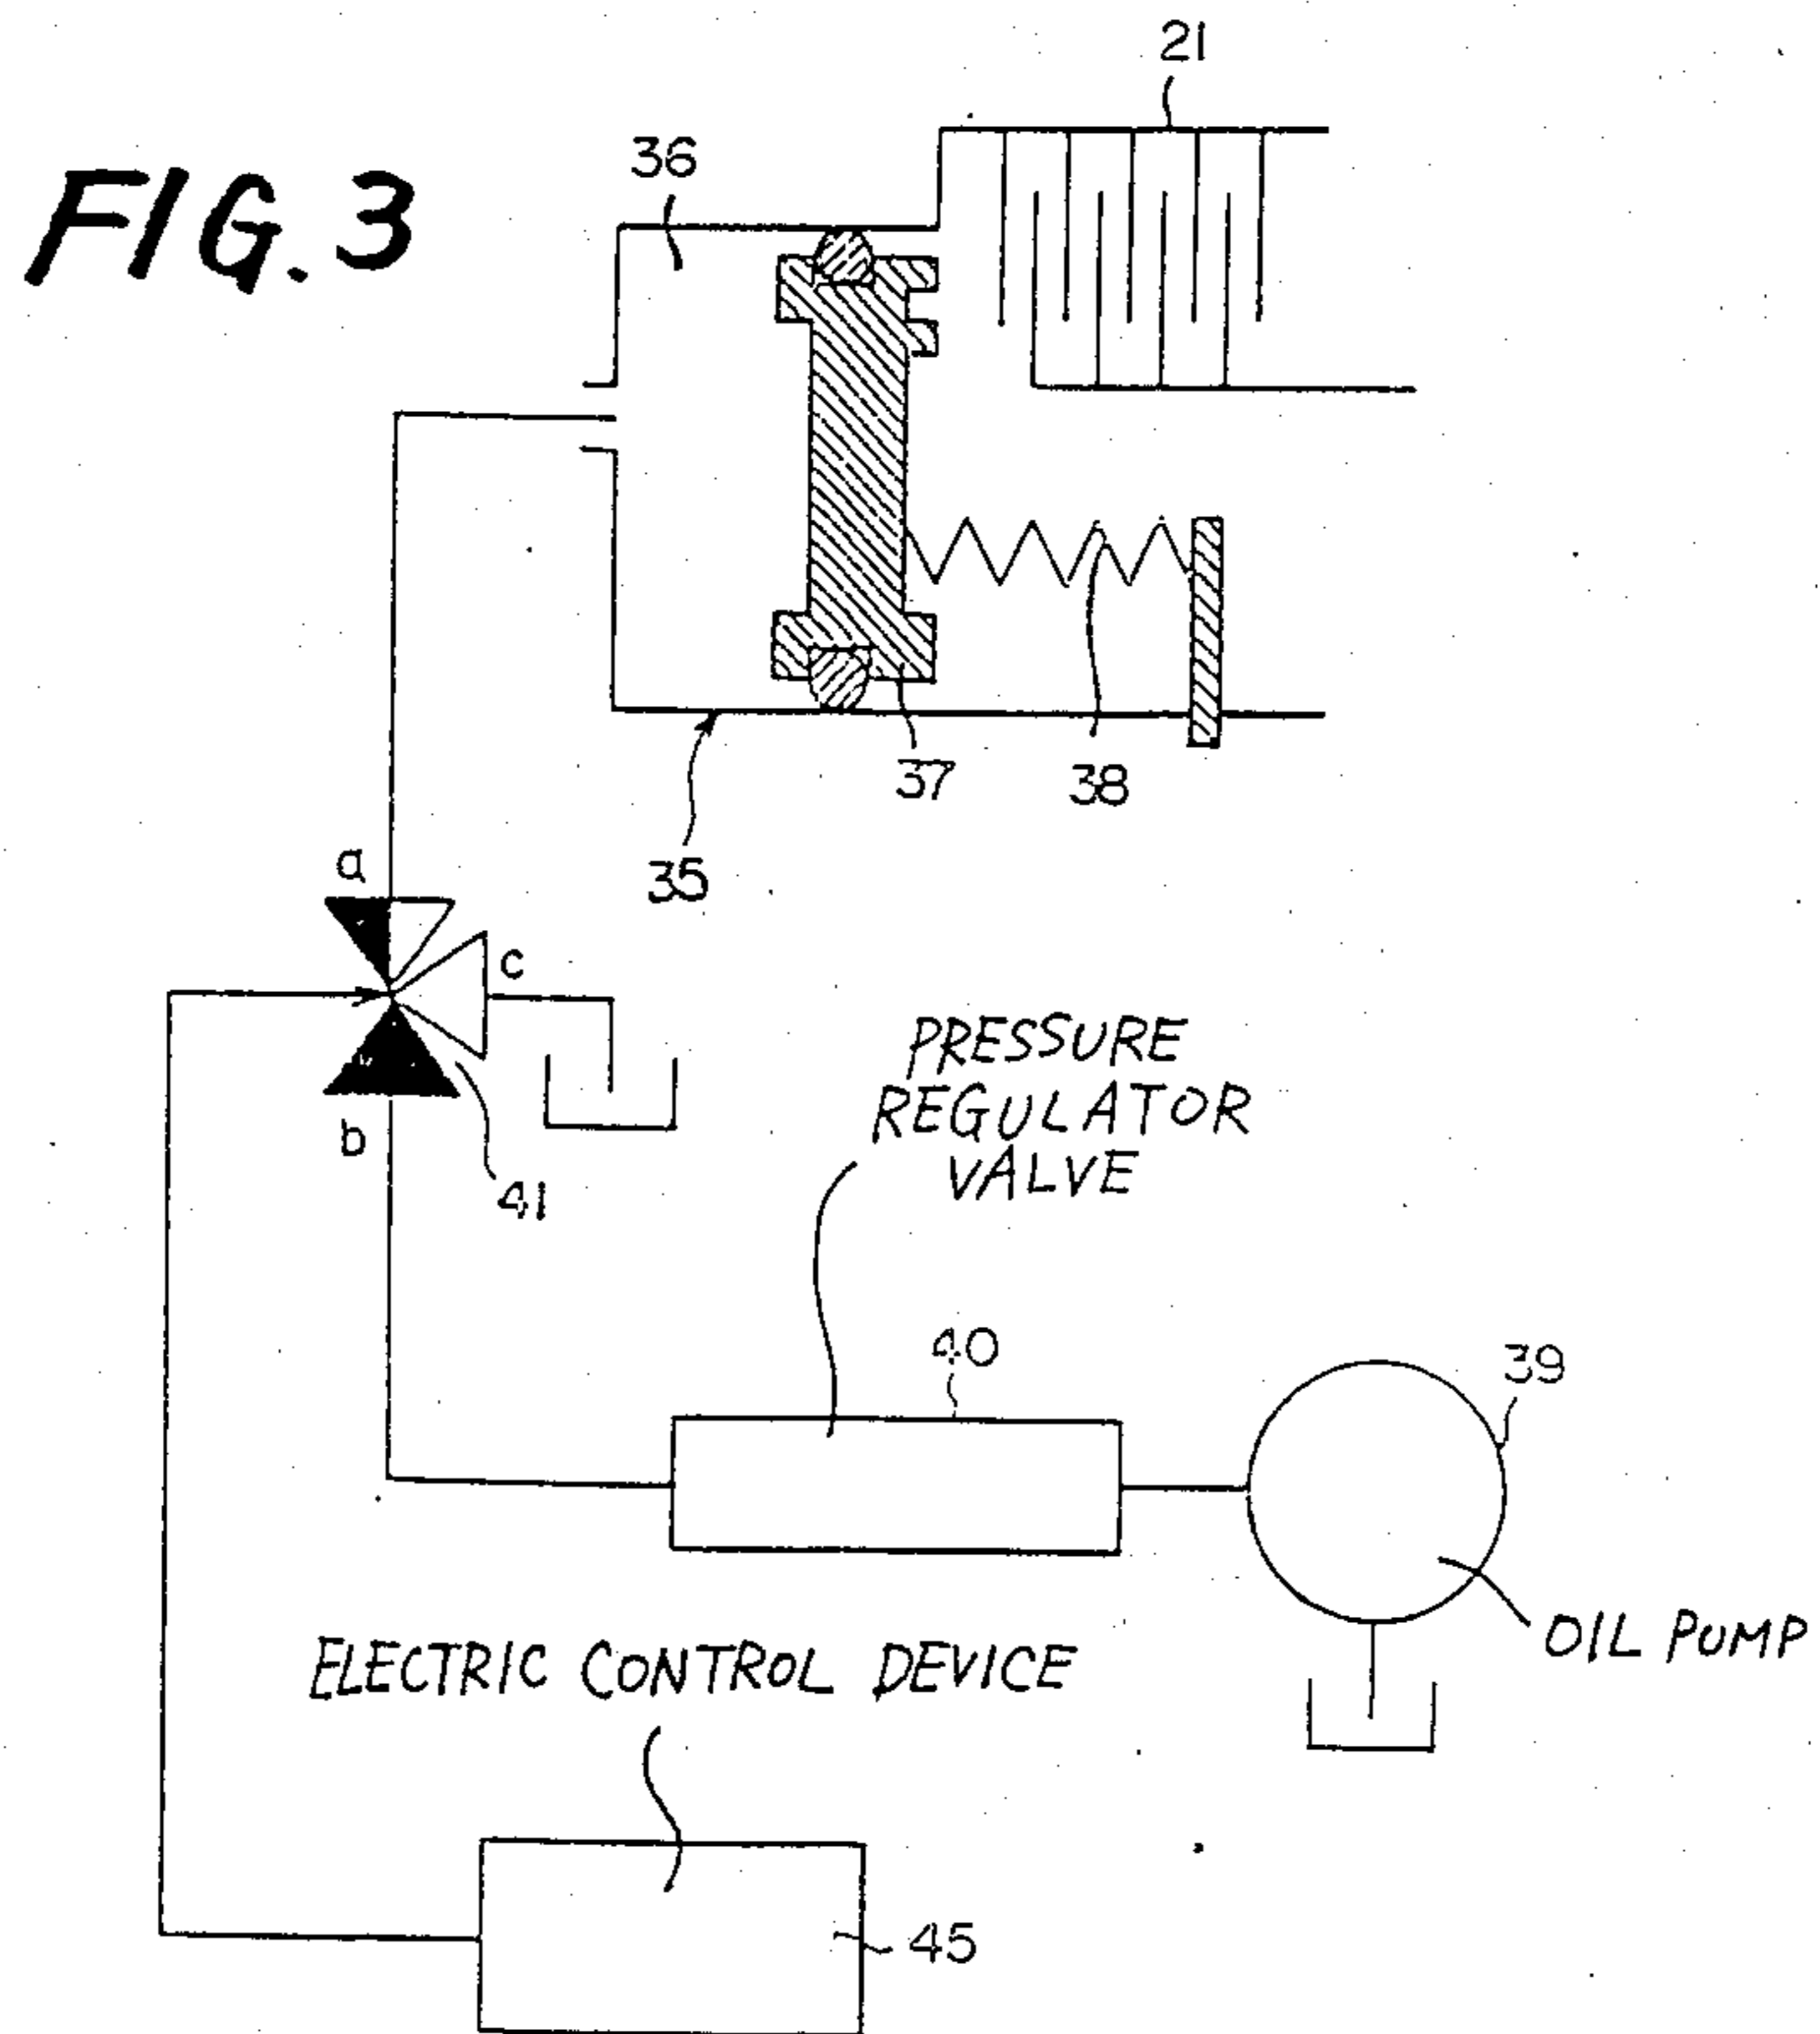 FIG. 3
21
36
37
38
35
a
c
b
41
PRESSURE
REGULATOR
VALVE
40
39
OIL PUMP
ELECTRIC CONTROL DEVICE
45